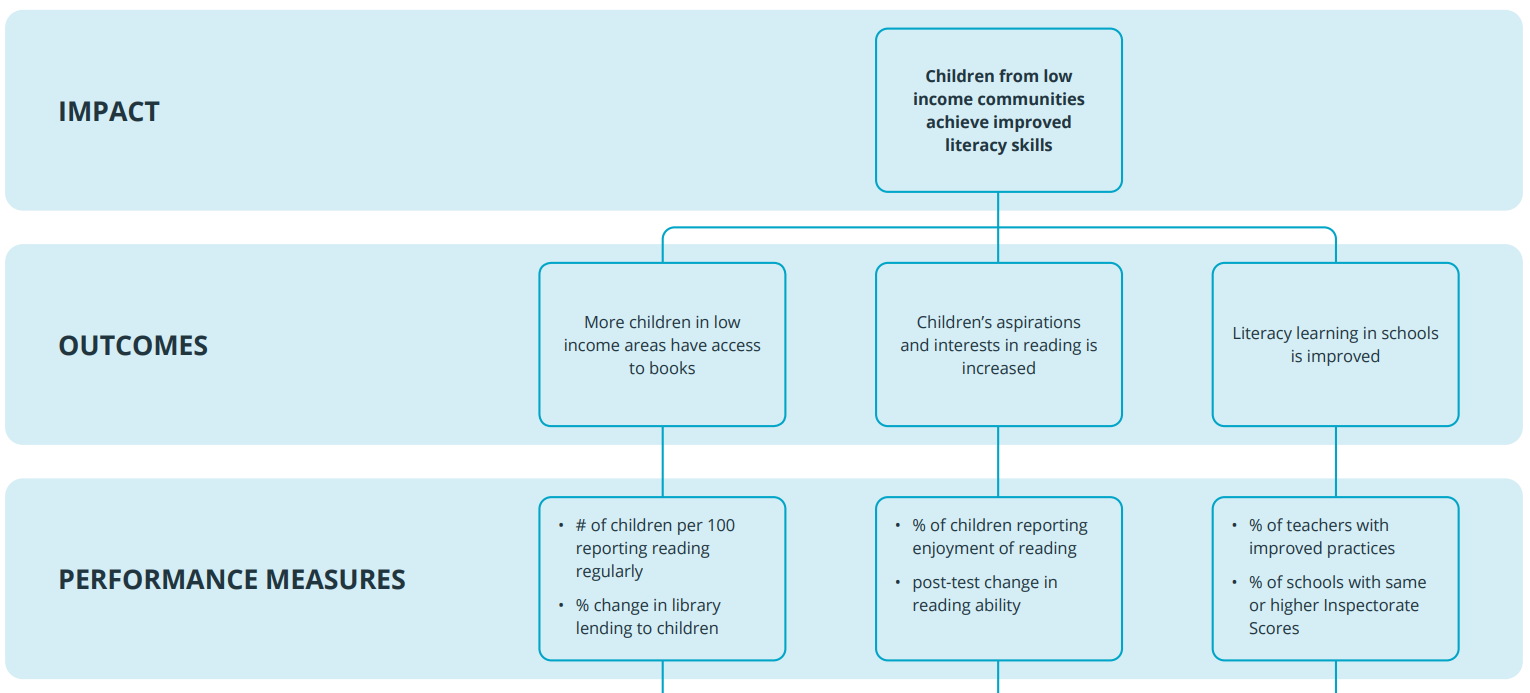 IMPACT
Children from low
income communities
achieve improved
literacy skills
OUTCOMES
More children in low
income areas have access
to books
Children’s aspirations
and interests in reading is
increased
Literacy learning in schools
is improved
PERFORMANCE MEASURES
• # of children per 100
reporting reading
regularly
• % change in library
lending to children
• % of children reporting
enjoyment of reading
• post-test change in
reading ability
• % of teachers with
improved practices
• % of schools with same
or higher Inspectorate
Scores